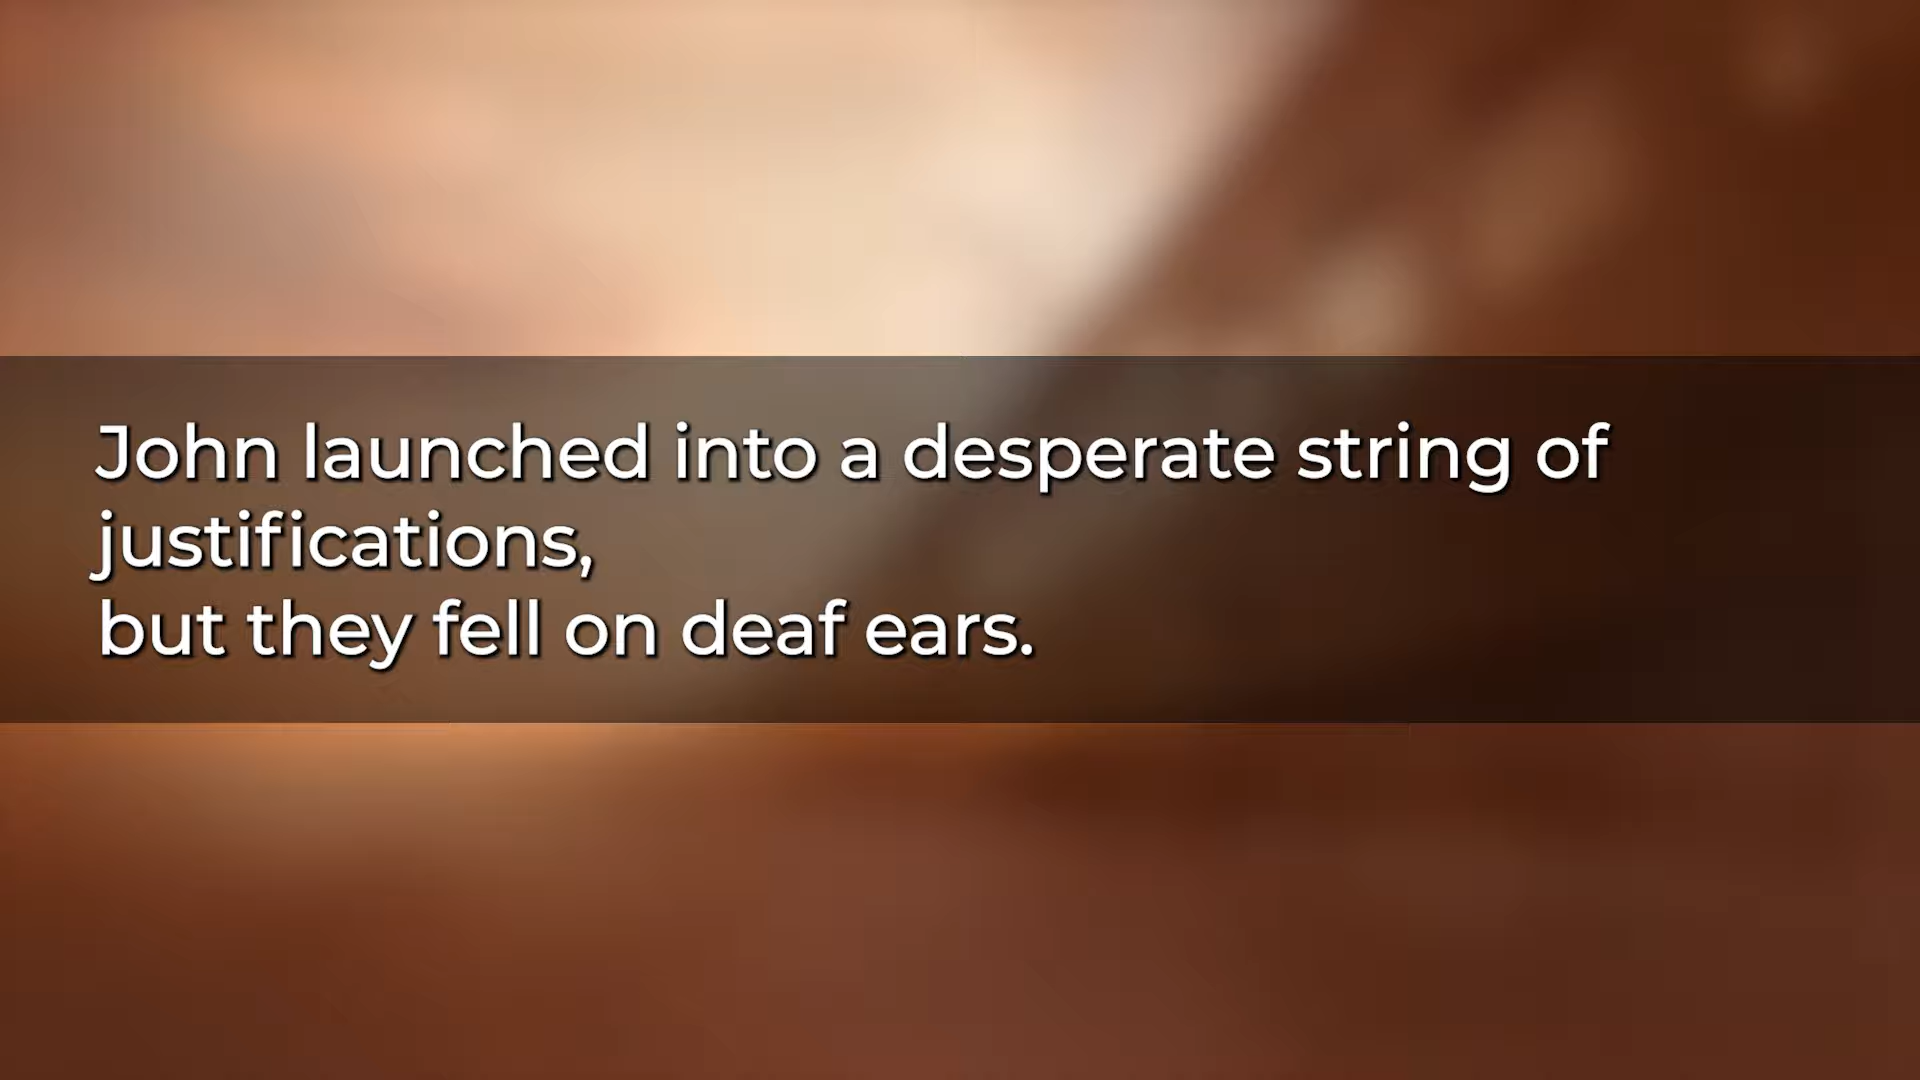 John launched into a desperate string of
justifications,
but they fell on deaf ears.